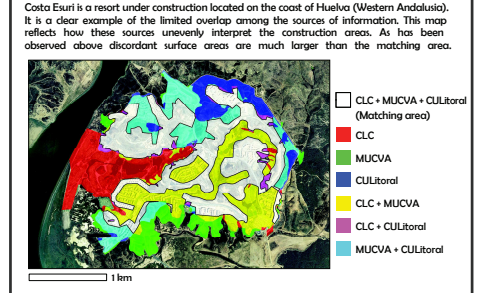 Costa Esuri is a resort under construction located on the coast of Huelva (Western Andalusia).
It is a clear example of the limited overlap among the sources of information. This map
reflects how these sources unevenly interpret the construction areas. As has been
observed above discordant surface areas are much larger than the matching area.
CLC + MUCVA + CULitoral
(Matching area)
CLC
MUCVA
CULitoral
CLC + MUCVA
CLC + CULitoral
MUCVA + CULitoral
1 km